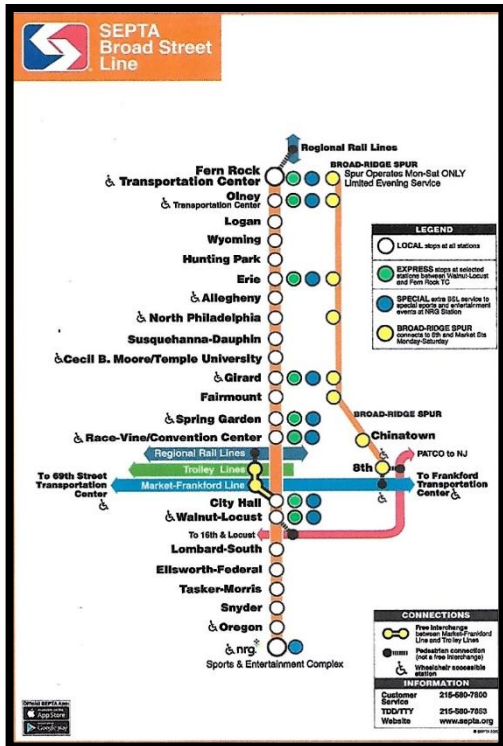 SEPTA
Broad Street
Line
Regional Rail Lines
Fern Rock
Transportation Center
BROAD-RIDGE SPUR
Spur Operates Mon-Sat ONLY
Limited Evening Service
Olney
Transportation Center
Logan
Wyoming
Hunting Park
Erie
Allegheny
North Philadelphia
Susquehanna-Dauphin
Cecil B. Moore/Temple University
Girard
Fairmount
Spring Garden
Race-Vine/Convention Center
LEGEND
LOCAL stops at all stations
EXPRESS stops at selected
stations between Walnut-Locust
and Fern Rock TC
SPECIAL extra BSL service to
special sports and entertainment
events at NRG Station
BROAD-RIDGE SPUR
connects to 8th and Market Sts
Monday-Saturday
BROAD-RIDGE SPUR
Chinatown
8th
PATCO to NJ
Regional Rail Lines
Trolley Lines
Market-Frankford Line
To 69th Street
Transportation
Center
To Frankford
Transportation
Center
City Hall
Walnut-Locust
To 16th & Locust
Lombard-South
Ellsworth-Federal
Tasker-Morris
Snyder
Oregon
nrg
Sports & Entertainment Complex
CONNECTIONS
Free Interchange
between Market-Frankford
Line and Trolley Lines
Pedestrian connection
(not a free interchange)
Wheelchair accessible
station
INFORMATION
Customer
Service
215-580-7800
TDD/TTY
215-580-7853
Website
www.septa.org
Official SEPTA App
App Store
Google play